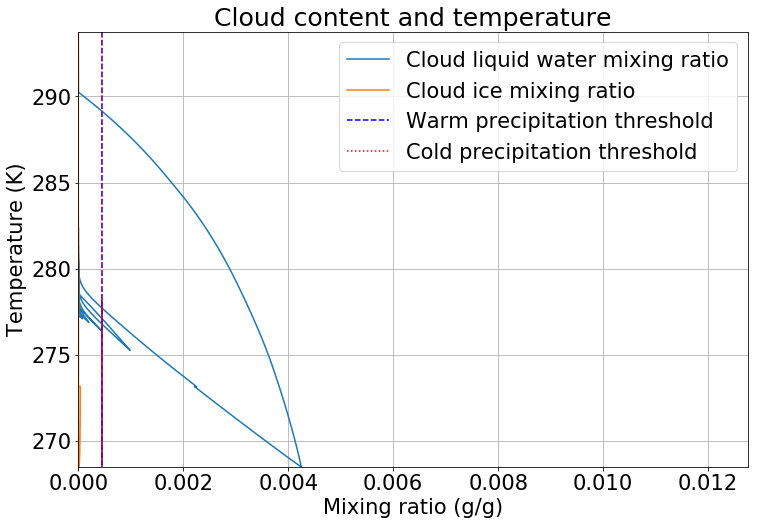 Cloud content and temperature
Cloud liquid water mixing ratio
Cloud ice mixing ratio
Warm precipitation threshold
Cold precipitation threshold
Temperature (K)
290
285
280
275
270
0.000 0.002 0.004 0.006 0.008 0.010 0.012
Mixing ratio (g/g)